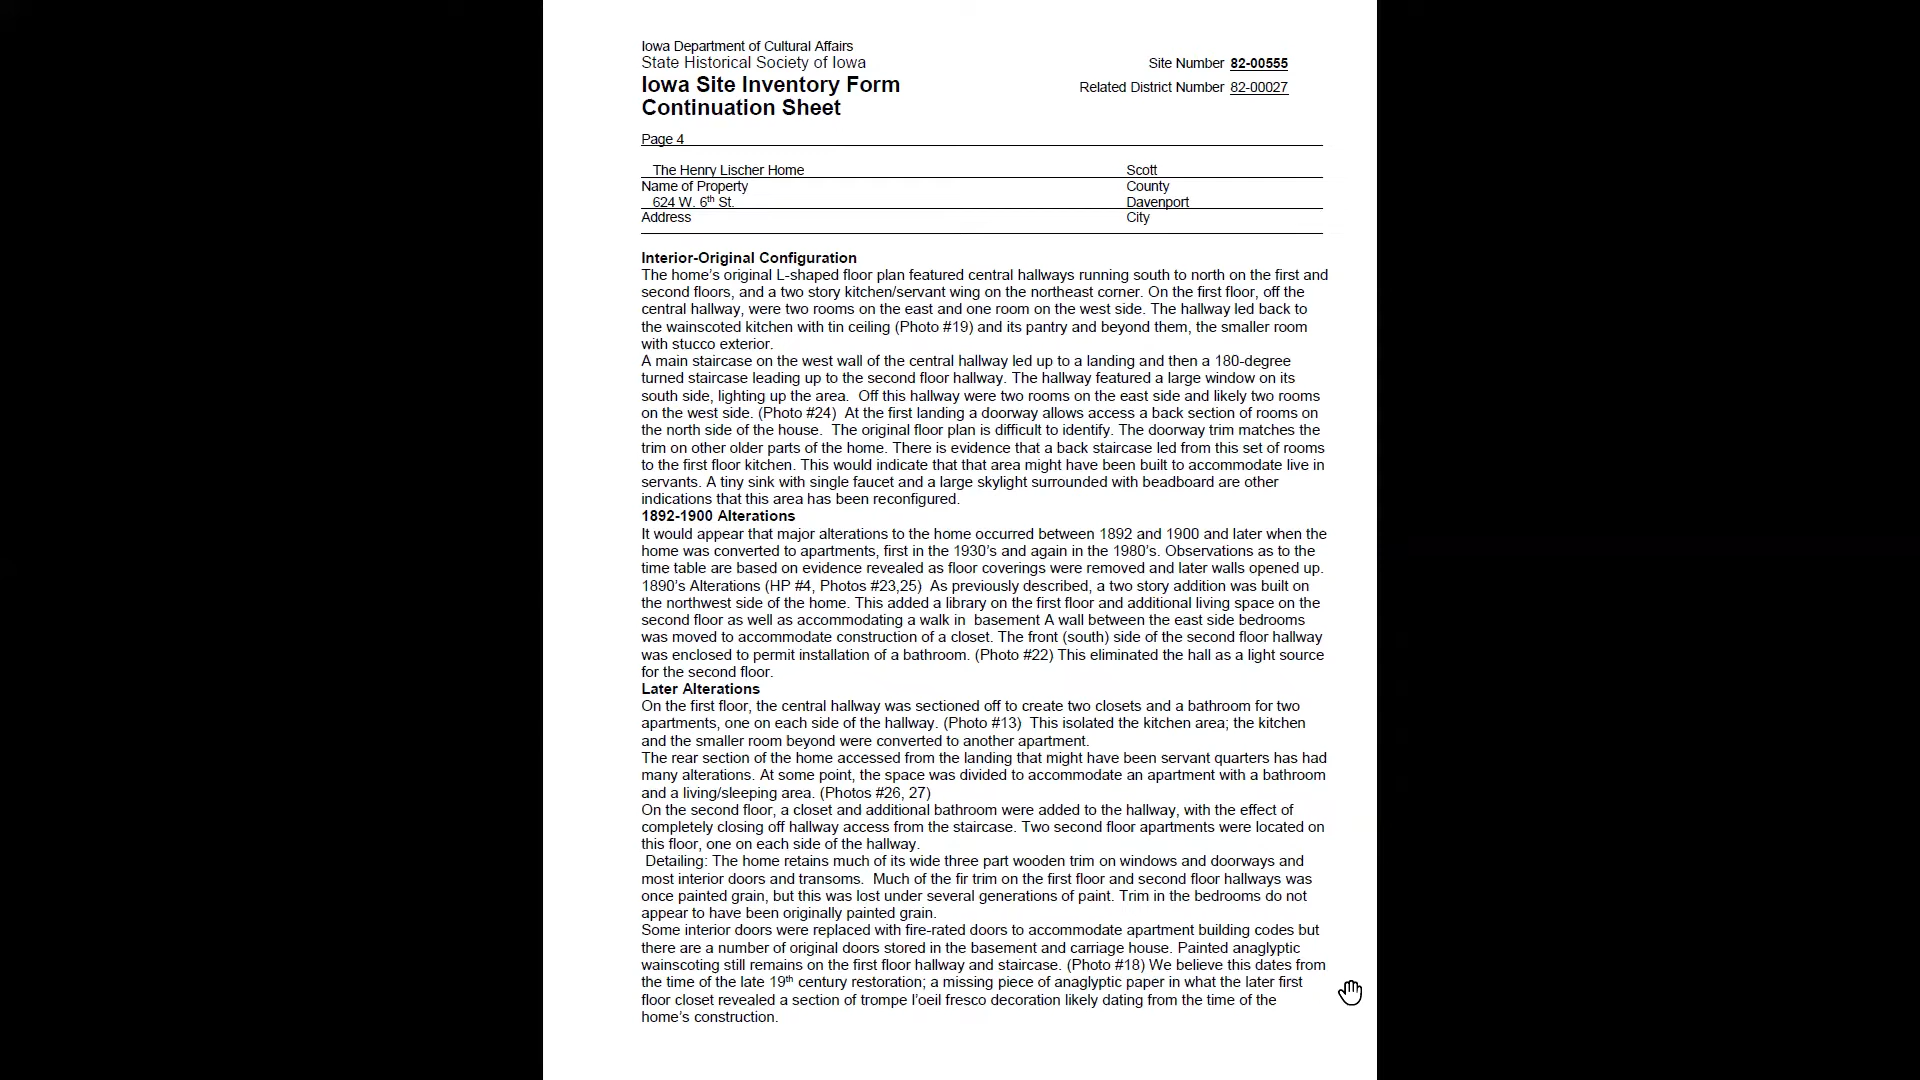 Iowa Department of Cultural Affairs
State Historical Society of Iowa
Site Number 82-00555
Iowa Site Inventory Form
Related District Number 82-00027
Continuation Sheet
Page 4
The Henry Lischer Home Scott
Name of Property County
624 W. 6th St. Davenport
Address City
Interior-Original Configuration
The home's original L-shaped floor plan featured central hallways running south to north on the first and
second floors, and a two story kitchen/servant wing on the northeast corner. On the first floor, off the
central hallway, were two rooms on the east and one room on the west side. The hallway led back to
the wainscoted kitchen with tin ceiling (Photo #19) and its pantry and beyond them, the smaller room
with stucco exterior.
A main staircase on the west wall of the central hallway led up to a landing and then a 180-degree
turned staircase leading up to the second floor hallway. The hallway featured a large window on its
south side, lighting up the area.  Off this hallway were two rooms on the east side and likely two rooms
on the west side. (Photo #24)  At the first landing a doorway allows access a back section of rooms on
the north side of the house.  The original floor plan is difficult to identify. The doorway trim matches the
trim on other older parts of the home. There is evidence that a back staircase led from this set of rooms
to the first floor kitchen. This would indicate that that area might have been built to accommodate live in
servants. A tiny sink with single faucet and a large skylight surrounded with beadboard are other
indications that this area has been reconfigured.
1892-1900 Alterations
It would appear that major alterations to the home occurred between 1892 and 1900 and later when the
home was converted to apartments, first in the 1930's and again in the 1980's. Observations as to the
time table are based on evidence revealed as floor coverings were removed and later walls opened up.
1890's Alterations (HP #4, Photos #23,25)  As previously described, a two story addition was built on
the northwest side of the home. This added a library on the first floor and additional living space on the
second floor as well as accommodating a walk in  basement A wall between the east side bedrooms
was moved to accommodate construction of a closet. The front (south) side of the second floor hallway
was enclosed to permit installation of a bathroom. (Photo #22) This eliminated the hall as a light source
for the second floor.
Later Alterations
On the first floor, the central hallway was sectioned off to create two closets and a bathroom for two
apartments, one on each side of the hallway. (Photo #13)  This isolated the kitchen area; the kitchen
and the smaller room beyond were converted to another apartment.
The rear section of the home accessed from the landing that might have been servant quarters has had
many alterations. At some point, the space was divided to accommodate an apartment with a bathroom
and a living/sleeping area. (Photos #26, 27)
On the second floor, a closet and additional bathroom were added to the hallway, with the effect of
completely closing off hallway access from the staircase. Two second floor apartments were located on
this floor, one on each side of the hallway.
Detailing: The home retains much of its wide three part wooden trim on windows and doorways and
most interior doors and transoms.  Much of the fir trim on the first floor and second floor hallways was
once painted grain, but this was lost under several generations of paint. Trim in the bedrooms do not
appear to have been originally painted grain.
Some interior doors were replaced with fire-rated doors to accommodate apartment building codes but
there are a number of original doors stored in the basement and carriage house. Painted anaglyptic
wainscoting still remains on the first floor hallway and staircase. (Photo #18) We believe this dates from
the time of the late 19th century restoration; a missing piece of anaglyptic paper in what the later first
floor closet revealed a section of trompe l'oeil fresco decoration likely dating from the time of the
home's construction.